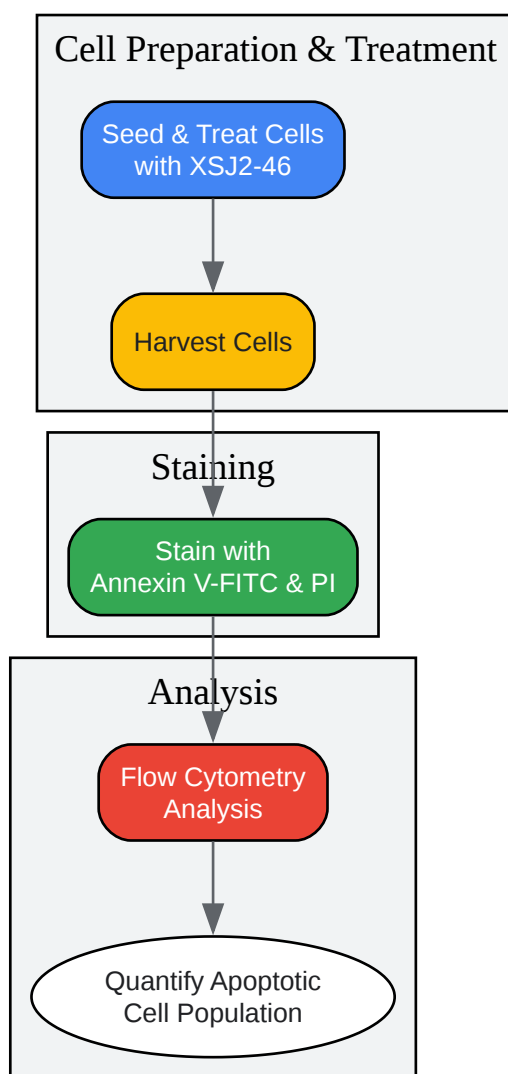 Cell Preparation & Treatment
Seed & Treat Cells
with XSJ2-46
Harvest Cells
Staining
Stain with
Annexin V-FITC & PI
Analysis
Flow Cytometry
Analysis
Quantify Apoptotic
Cell Population